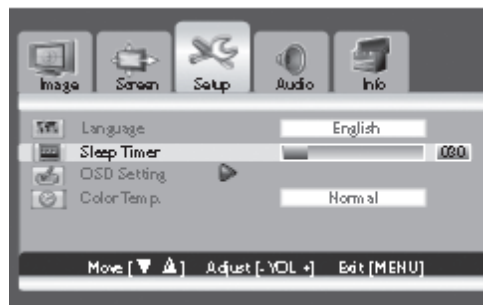 Image Screen Setup Audio Info
Language English
Sleep Timer 030
OSD Setting
Color Temp. Normal
Move [▼ ▲] Adjust [- VOL +] Exit [MENU]